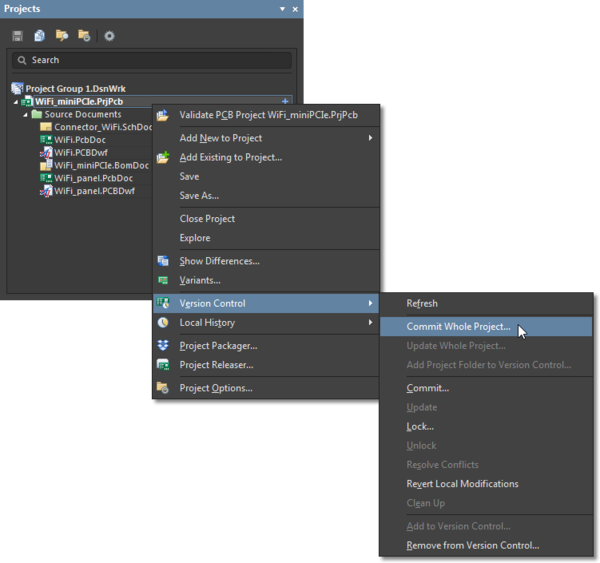 Projects
Search
Project Group 1.DsnWrk
WiFi_miniPCIe.PrjPcb
Source Documents
Connector_WiFi.SchDoc
WiFi.PcbDoc
WiFi.PCBDwf
WiFi_miniPCIe.BomDoc
WiFi_panel.PcbDoc
WiFi_panel.PCBDwf
Validate PCB Project WiFi_miniPCIe.PrjPcb
Add New to Project
Add Existing to Project...
Save
Save As...
Close Project
Explore
Show Differences...
Variants...
Version Control
Local History
Project Packager...
Project Releaser...
Project Options...
Refresh
Commit Whole Project...
Update Whole Project...
Add Project Folder to Version Control...
Commit...
Update
Lock...
Unlock
Resolve Conflicts
Revert Local Modifications
Clean Up
Add to Version Control...
Remove from Version Control...